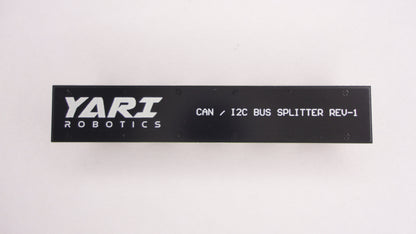 YARI
ROBOTICS
CAN / I2C BUS SPLITTER REV-1